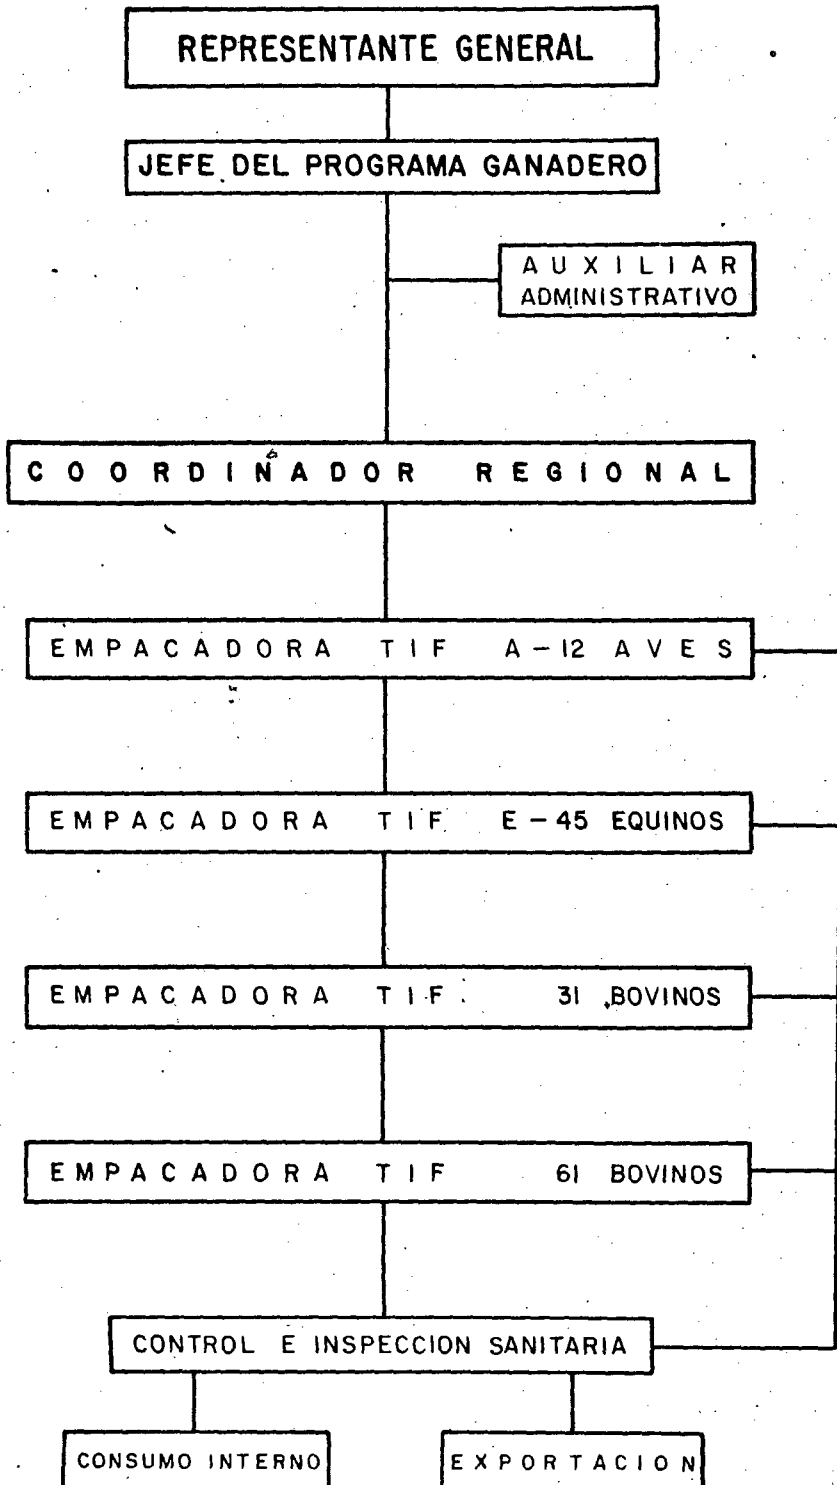 REPRESENTANTE GENERAL
JEFE DEL PROGRAMA GANADERO
AUXILIAR
ADMINISTRATIVO
COORDINADOR REGIONAL
EMPACADORA TIF A-12 AVES
EMPACADORA TIF E-45 EQUINOS
EMPACADORA TIF 31 BOVINOS
EMPACADORA TIF 61 BOVINOS
CONTROL E INSPECCION SANITARIA
CONSUMO INTERNO
EXPORTACION